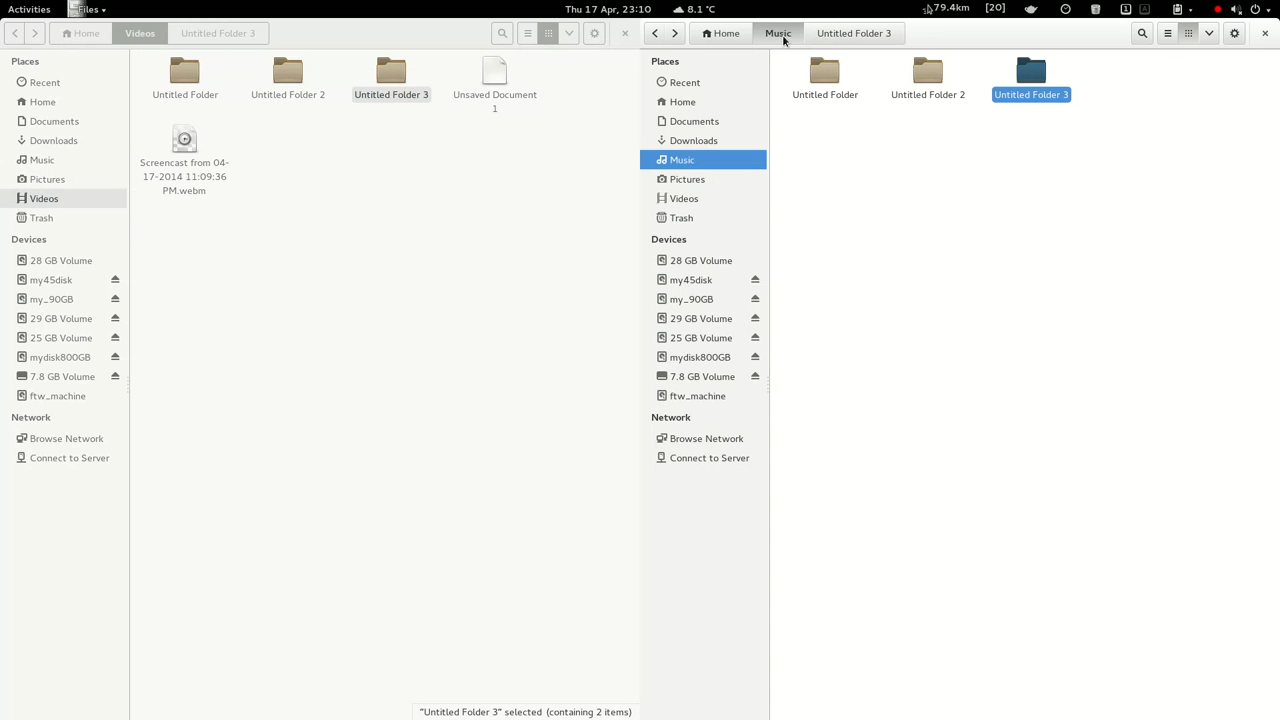 Activities
Files
Thu 17 Apr, 23:10
8.1 °C
79.4km
[20]
1
A
Home
Videos
Untitled Folder 3
Places
Recent
Home
Documents
Downloads
Music
Pictures
Videos
Trash
Devices
28 GB Volume
my45disk
my_90GB
29 GB Volume
25 GB Volume
mydisk800GB
7.8 GB Volume
ftw_machine
Network
Browse Network
Connect to Server
Untitled Folder
Untitled Folder 2
Untitled Folder 3
Unsaved Document
1
Screencast from 04-
17-2014 11:09:36
PM.webm
"Untitled Folder 3" selected (containing 2 items)
Home
Music
Untitled Folder 3
Places
Recent
Home
Documents
Downloads
Music
Pictures
Videos
Trash
Devices
28 GB Volume
my45disk
my_90GB
29 GB Volume
25 GB Volume
mydisk800GB
7.8 GB Volume
ftw_machine
Network
Browse Network
Connect to Server
Untitled Folder
Untitled Folder 2
Untitled Folder 3